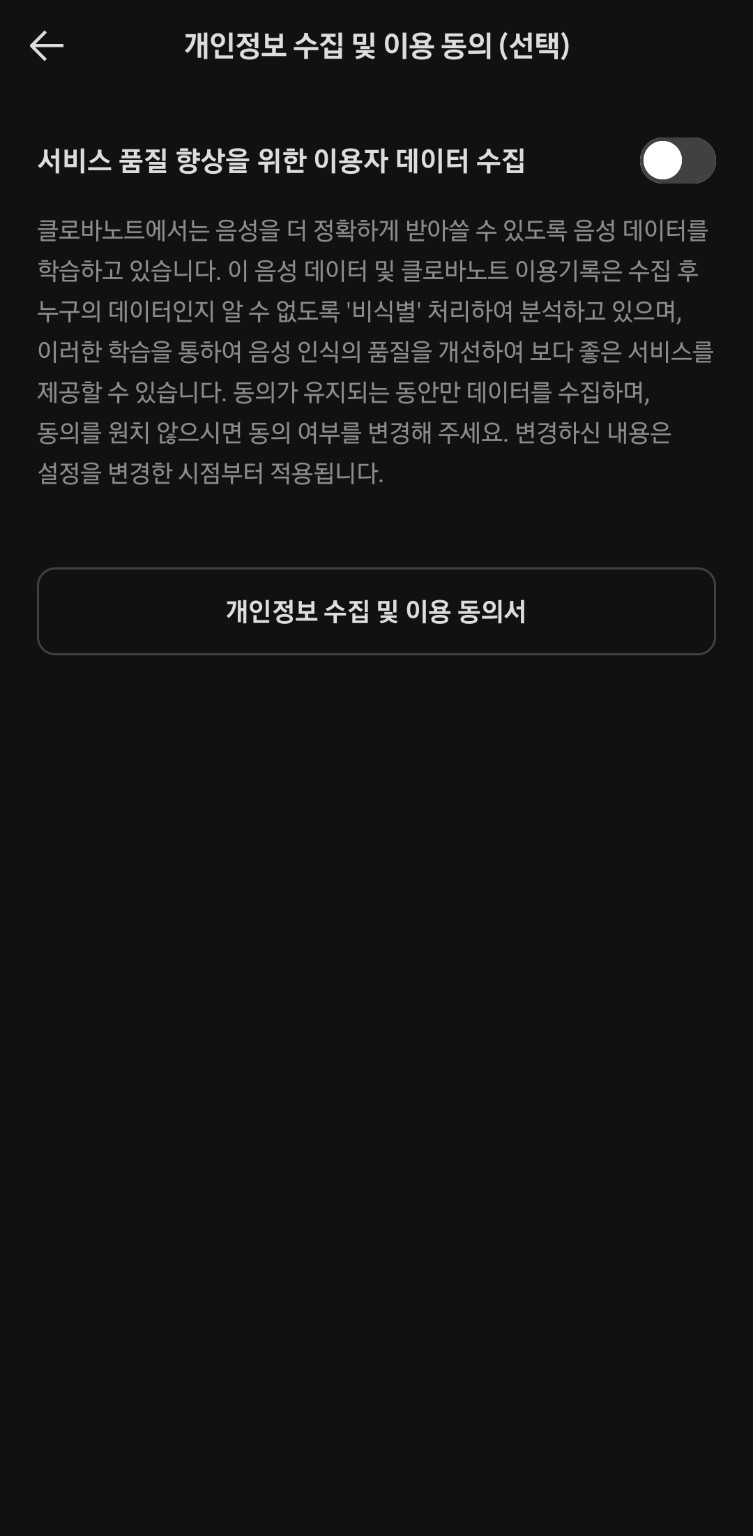 개인정보 수집 및 이용 동의 (선택)
서비스 품질 향상을 위한 이용자 데이터 수집
클로바노트에서는 음성을 더 정확하게 받아쓸 수 있도록 음성 데이터를
학습하고 있습니다. 이 음성 데이터 및 클로바노트 이용기록은 수집 후
누구의 데이터인지 알 수 없도록 '비식별' 처리하여 분석하고 있으며,
이러한 학습을 통하여 음성 인식의 품질을 개선하여 보다 좋은 서비스를
제공할 수 있습니다. 동의가 유지되는 동안만 데이터를 수집하며,
동의를 원치 않으시면 동의 여부를 변경해 주세요. 변경하신 내용은
설정을 변경한 시점부터 적용됩니다.
개인정보 수집 및 이용 동의서